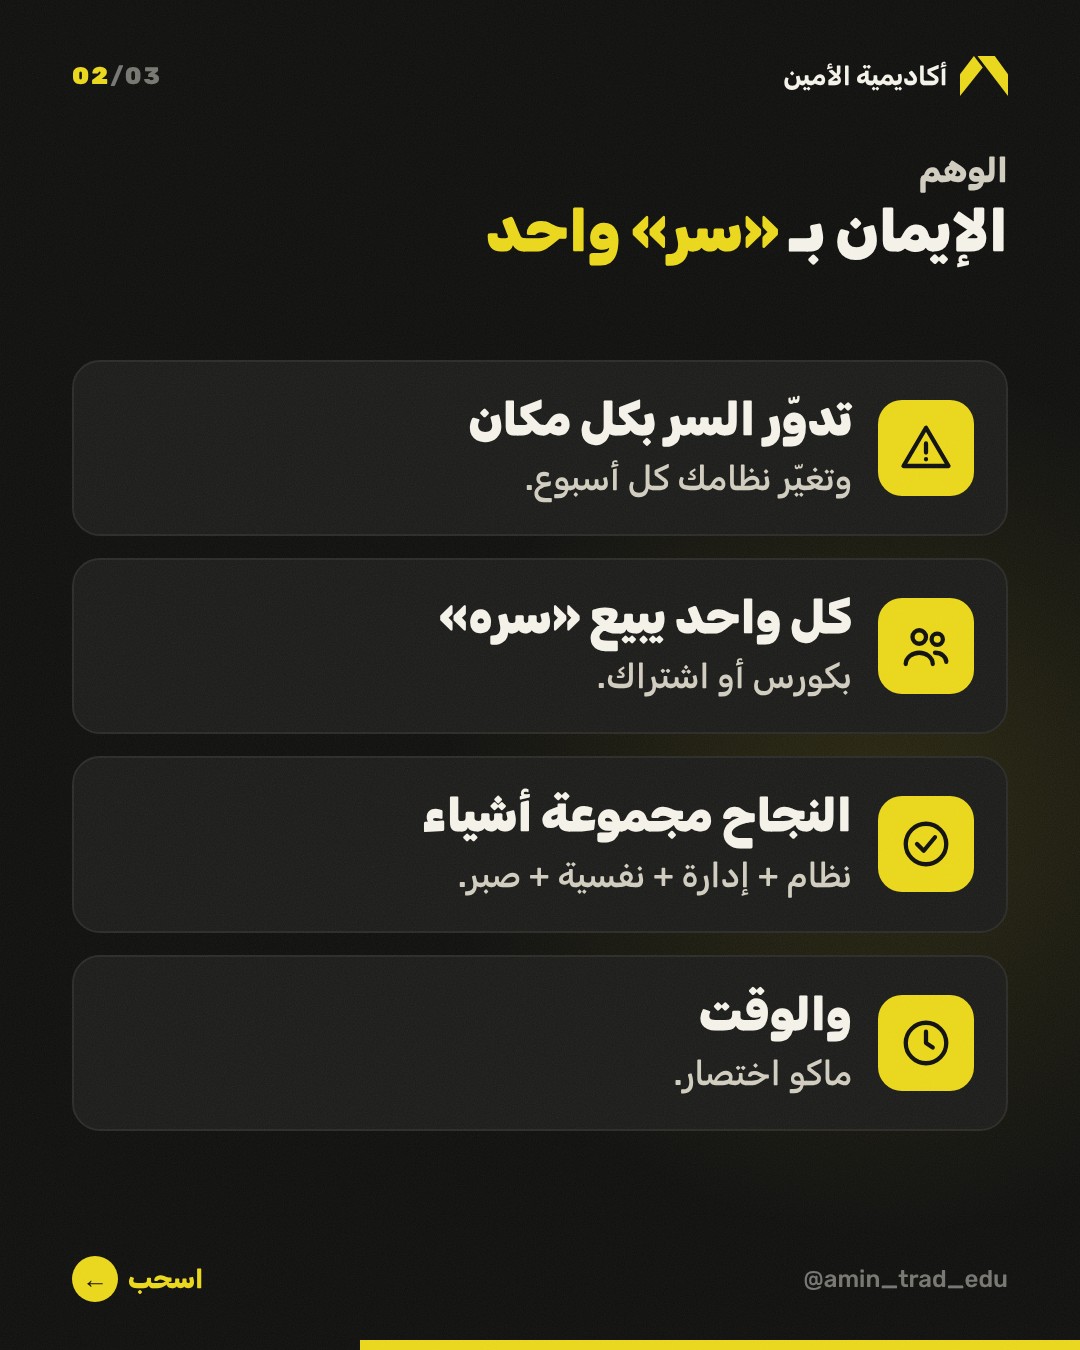 أكاديمية الأمين
02/03
الوهم
الإيمان بـ «سر» واحد
تدوّر السر بكل مكان
وتغيّر نظامك كل أسبوع.
كل واحد يبيع «سره»
بكورس أو اشتراك.
النجاح مجموعة أشياء
نظام + إدارة + نفسية + صبر.
والوقت
ماكو اختصار.
@amin_trad_edu
اسحب ←